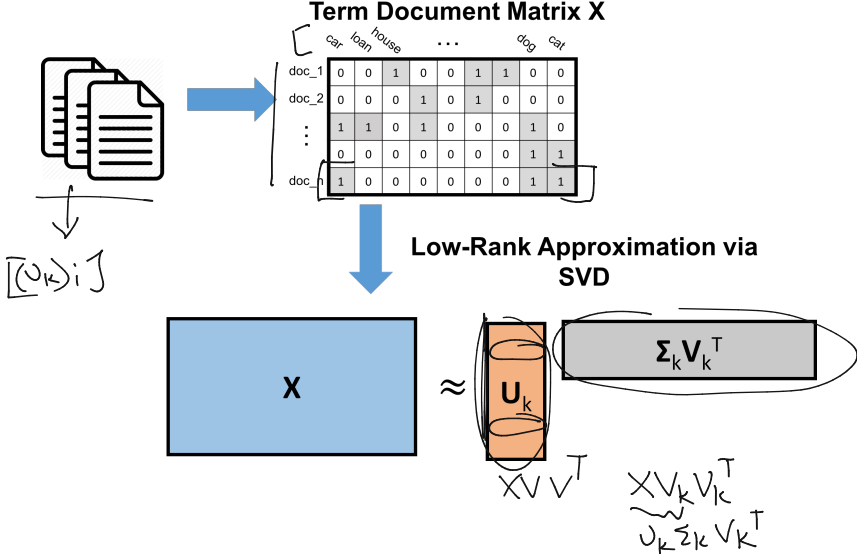 Term Document Matrix X
car loan house ... dog cat
doc_1 0 0 1 0 0 1 1 0 0
doc_2 0 0 0 1 0 1 0 0 0
⋮ 1 1 0 1 0 0 0 1 0
0 0 0 0 0 0 0 1 1
doc_n 1 0 0 0 0 0 0 1 1
[(U_k)i]
Low-Rank Approximation via
SVD
X ≈ U_k Σ_kV_k^T
XVV^T
XV_kV_k^T
U_kΣ_kV_k^T